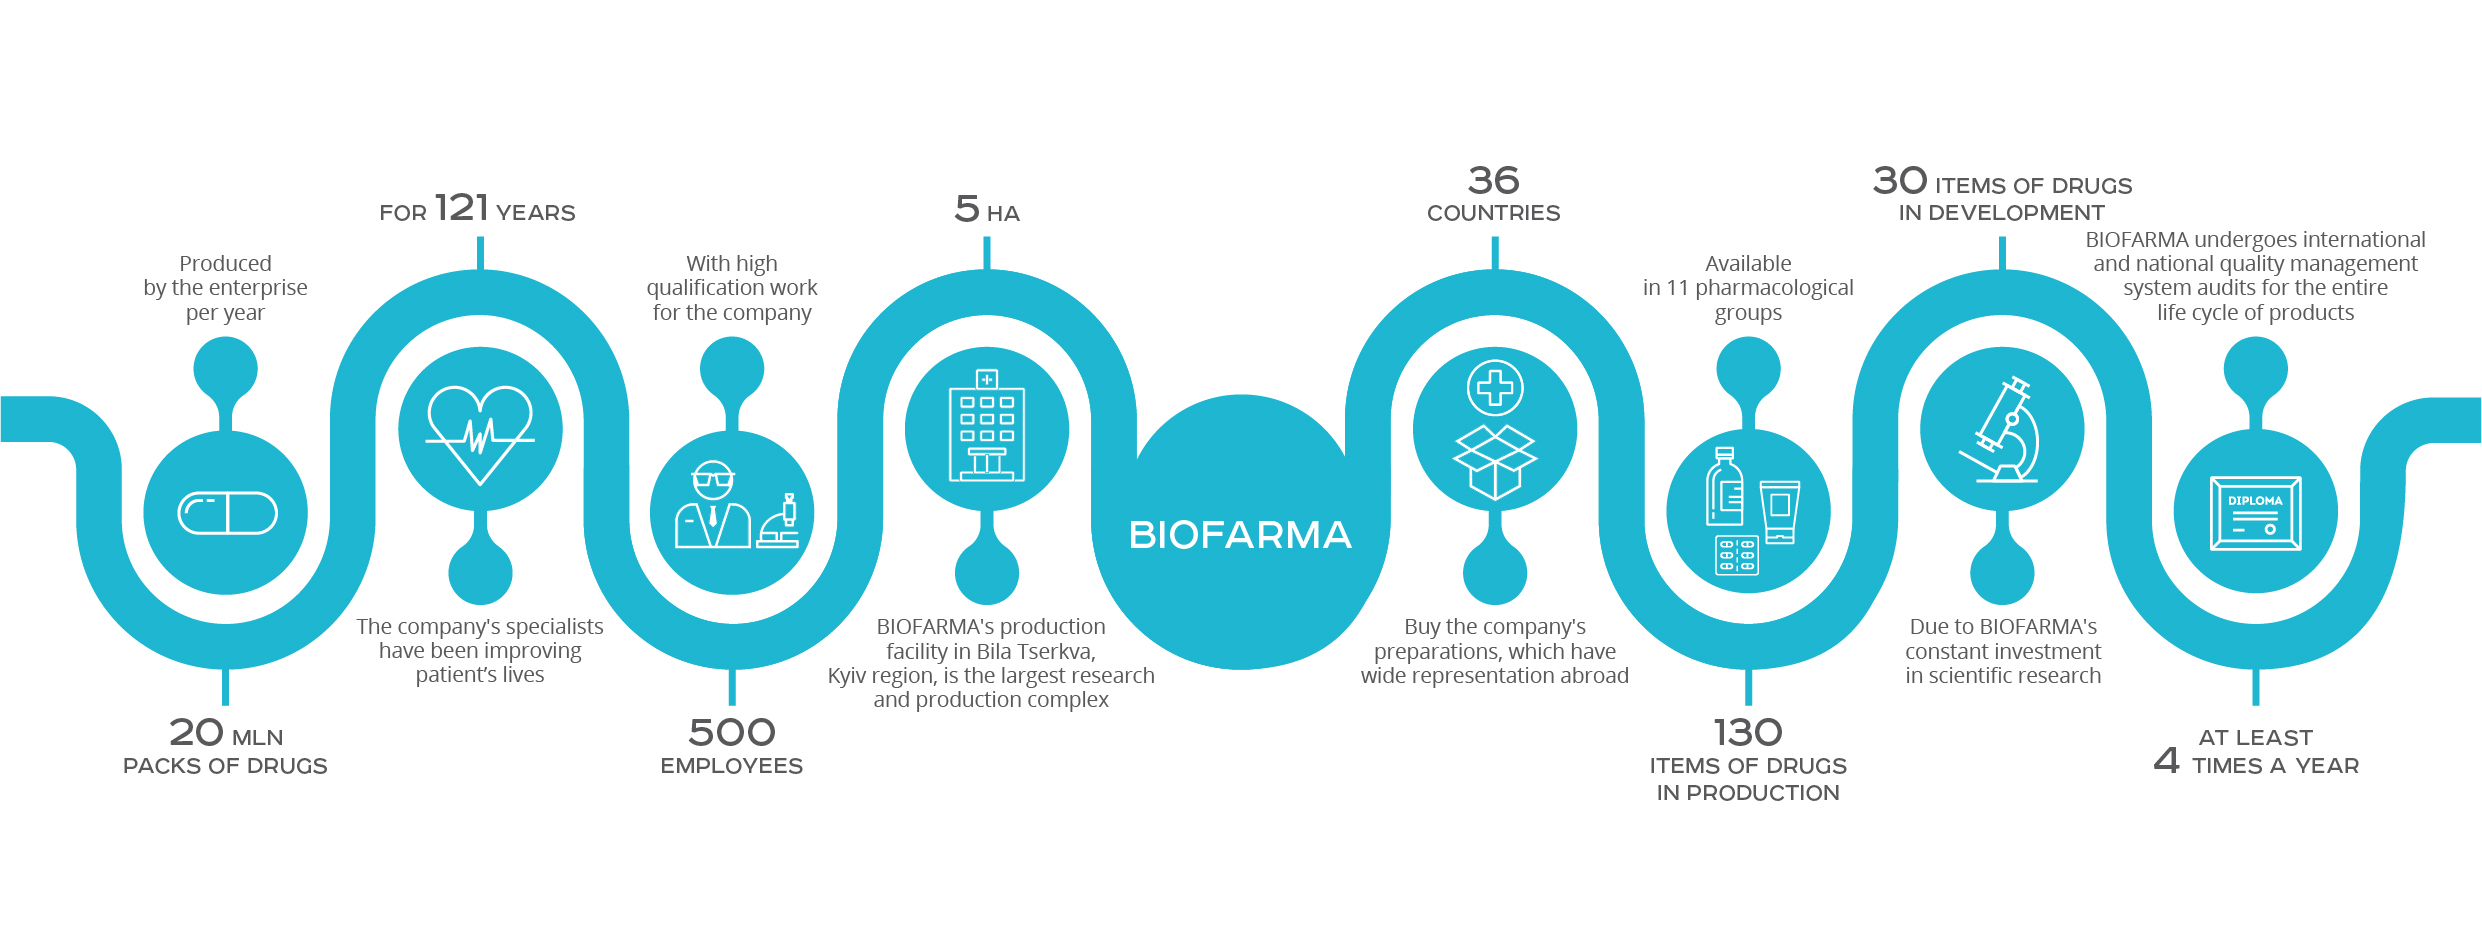 Produced
by the enterprise
per year
20 MLN
PACKS OF DRUGS
FOR 121 YEARS
The company's specialists
have been improving
patient’s lives
With high
qualification work
for the company
500
EMPLOYEES
5 HA
BIOFARMA's production
facility in Bila Tserkva,
Kyiv region, is the largest research
and production complex
BIOFARMA
36
COUNTRIES
Buy the company's
preparations, which have
wide representation abroad
Available
in 11 pharmacological
groups
130
ITEMS OF DRUGS
IN PRODUCTION
30 ITEMS OF DRUGS
IN DEVELOPMENT
Due to BIOFARMA's
constant investment
in scientific research
BIOFARMA undergoes international
and national quality management
system audits for the entire
life cycle of products
DIPLOMA
AT LEAST
4 TIMES A YEAR